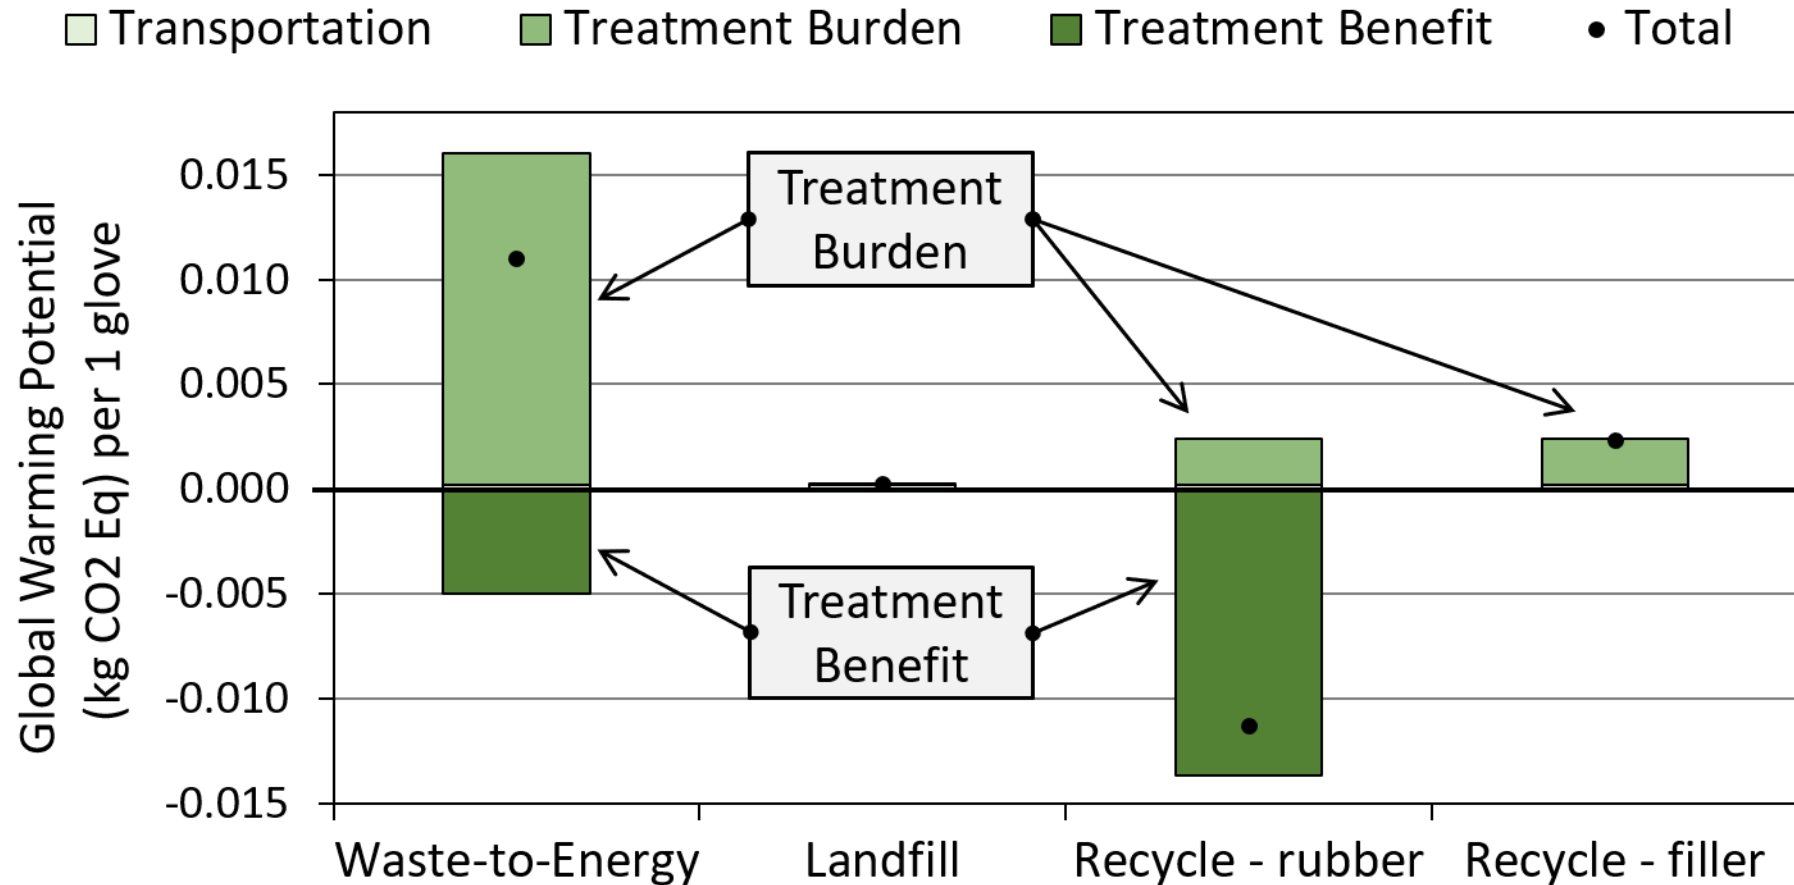 Transportation Treatment Burden Treatment Benefit Total
Global Warming Potential
(kg CO2 Eq) per 1 glove
0.015
0.010
0.005
0.000
-0.005
-0.010
-0.015
Treatment
Burden
Treatment
Benefit
Waste-to-Energy Landfill Recycle - rubber Recycle - filler